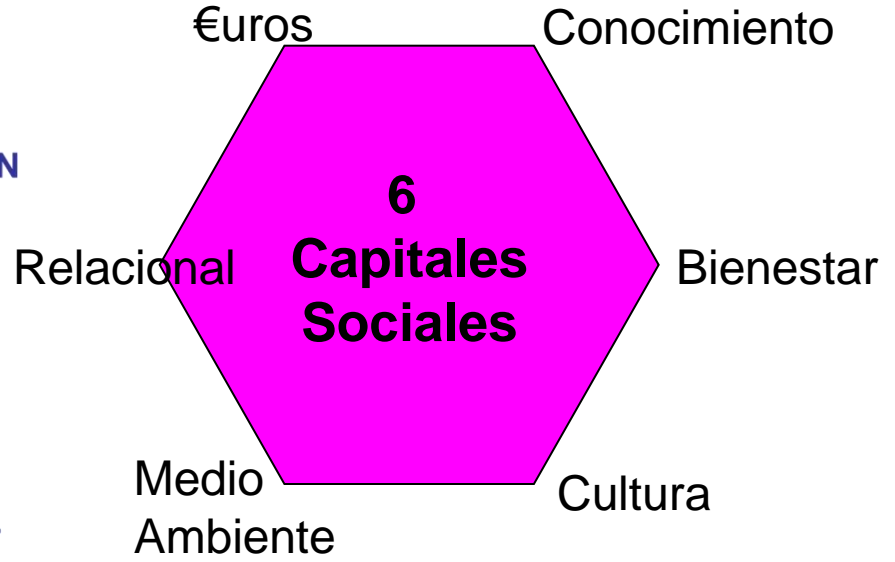 €uros
Conocimiento
N
6
Capitales
Sociales
Relacional
Bienestar
Medio
Ambiente
Cultura